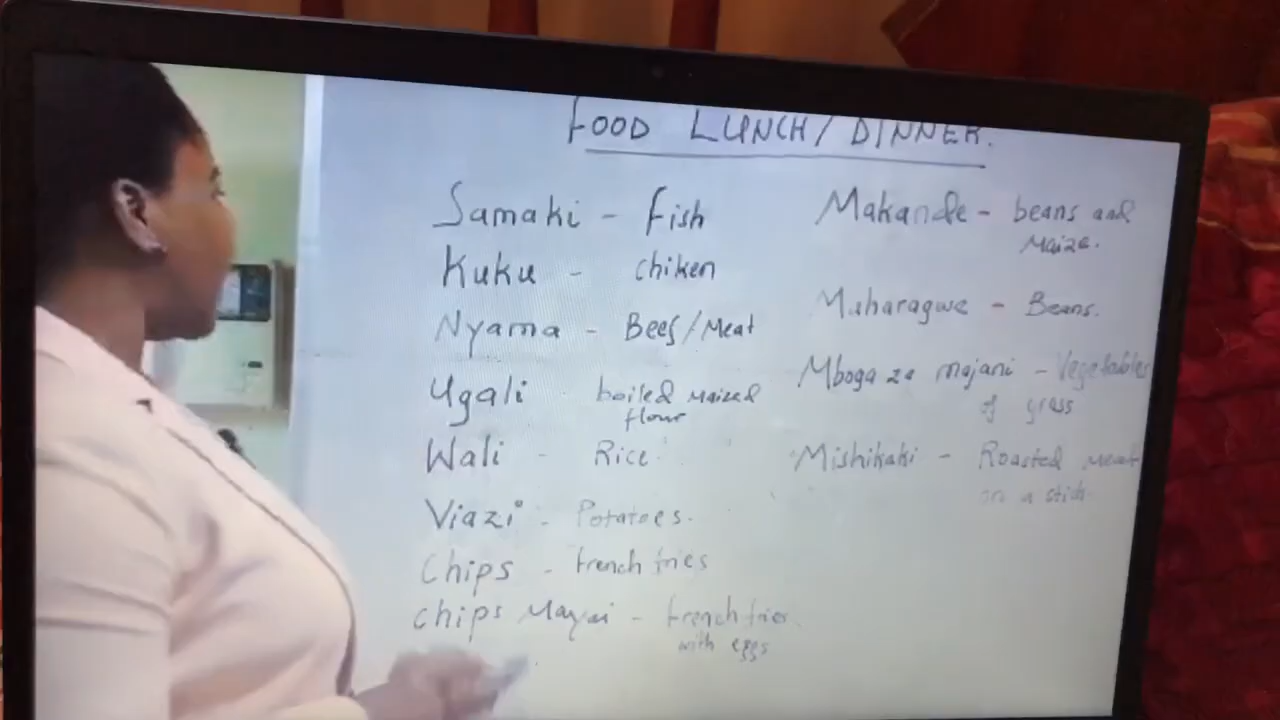 FOOD LUNCH/DINNER.
Samaki - Fish
Kuku - chiken
Nyama - Beef/Meat
Ugali - boiled maized
flour
Wali - Rice
Viazi - Potatoes.
Chips - french fries
Chips Mayai - french fries
with eggs
Makande - beans and
Maize.
Maharagwe - Beans.
Mboga za majani - Vegetables
of grass
Mishikaki - Roasted meat
on a stick